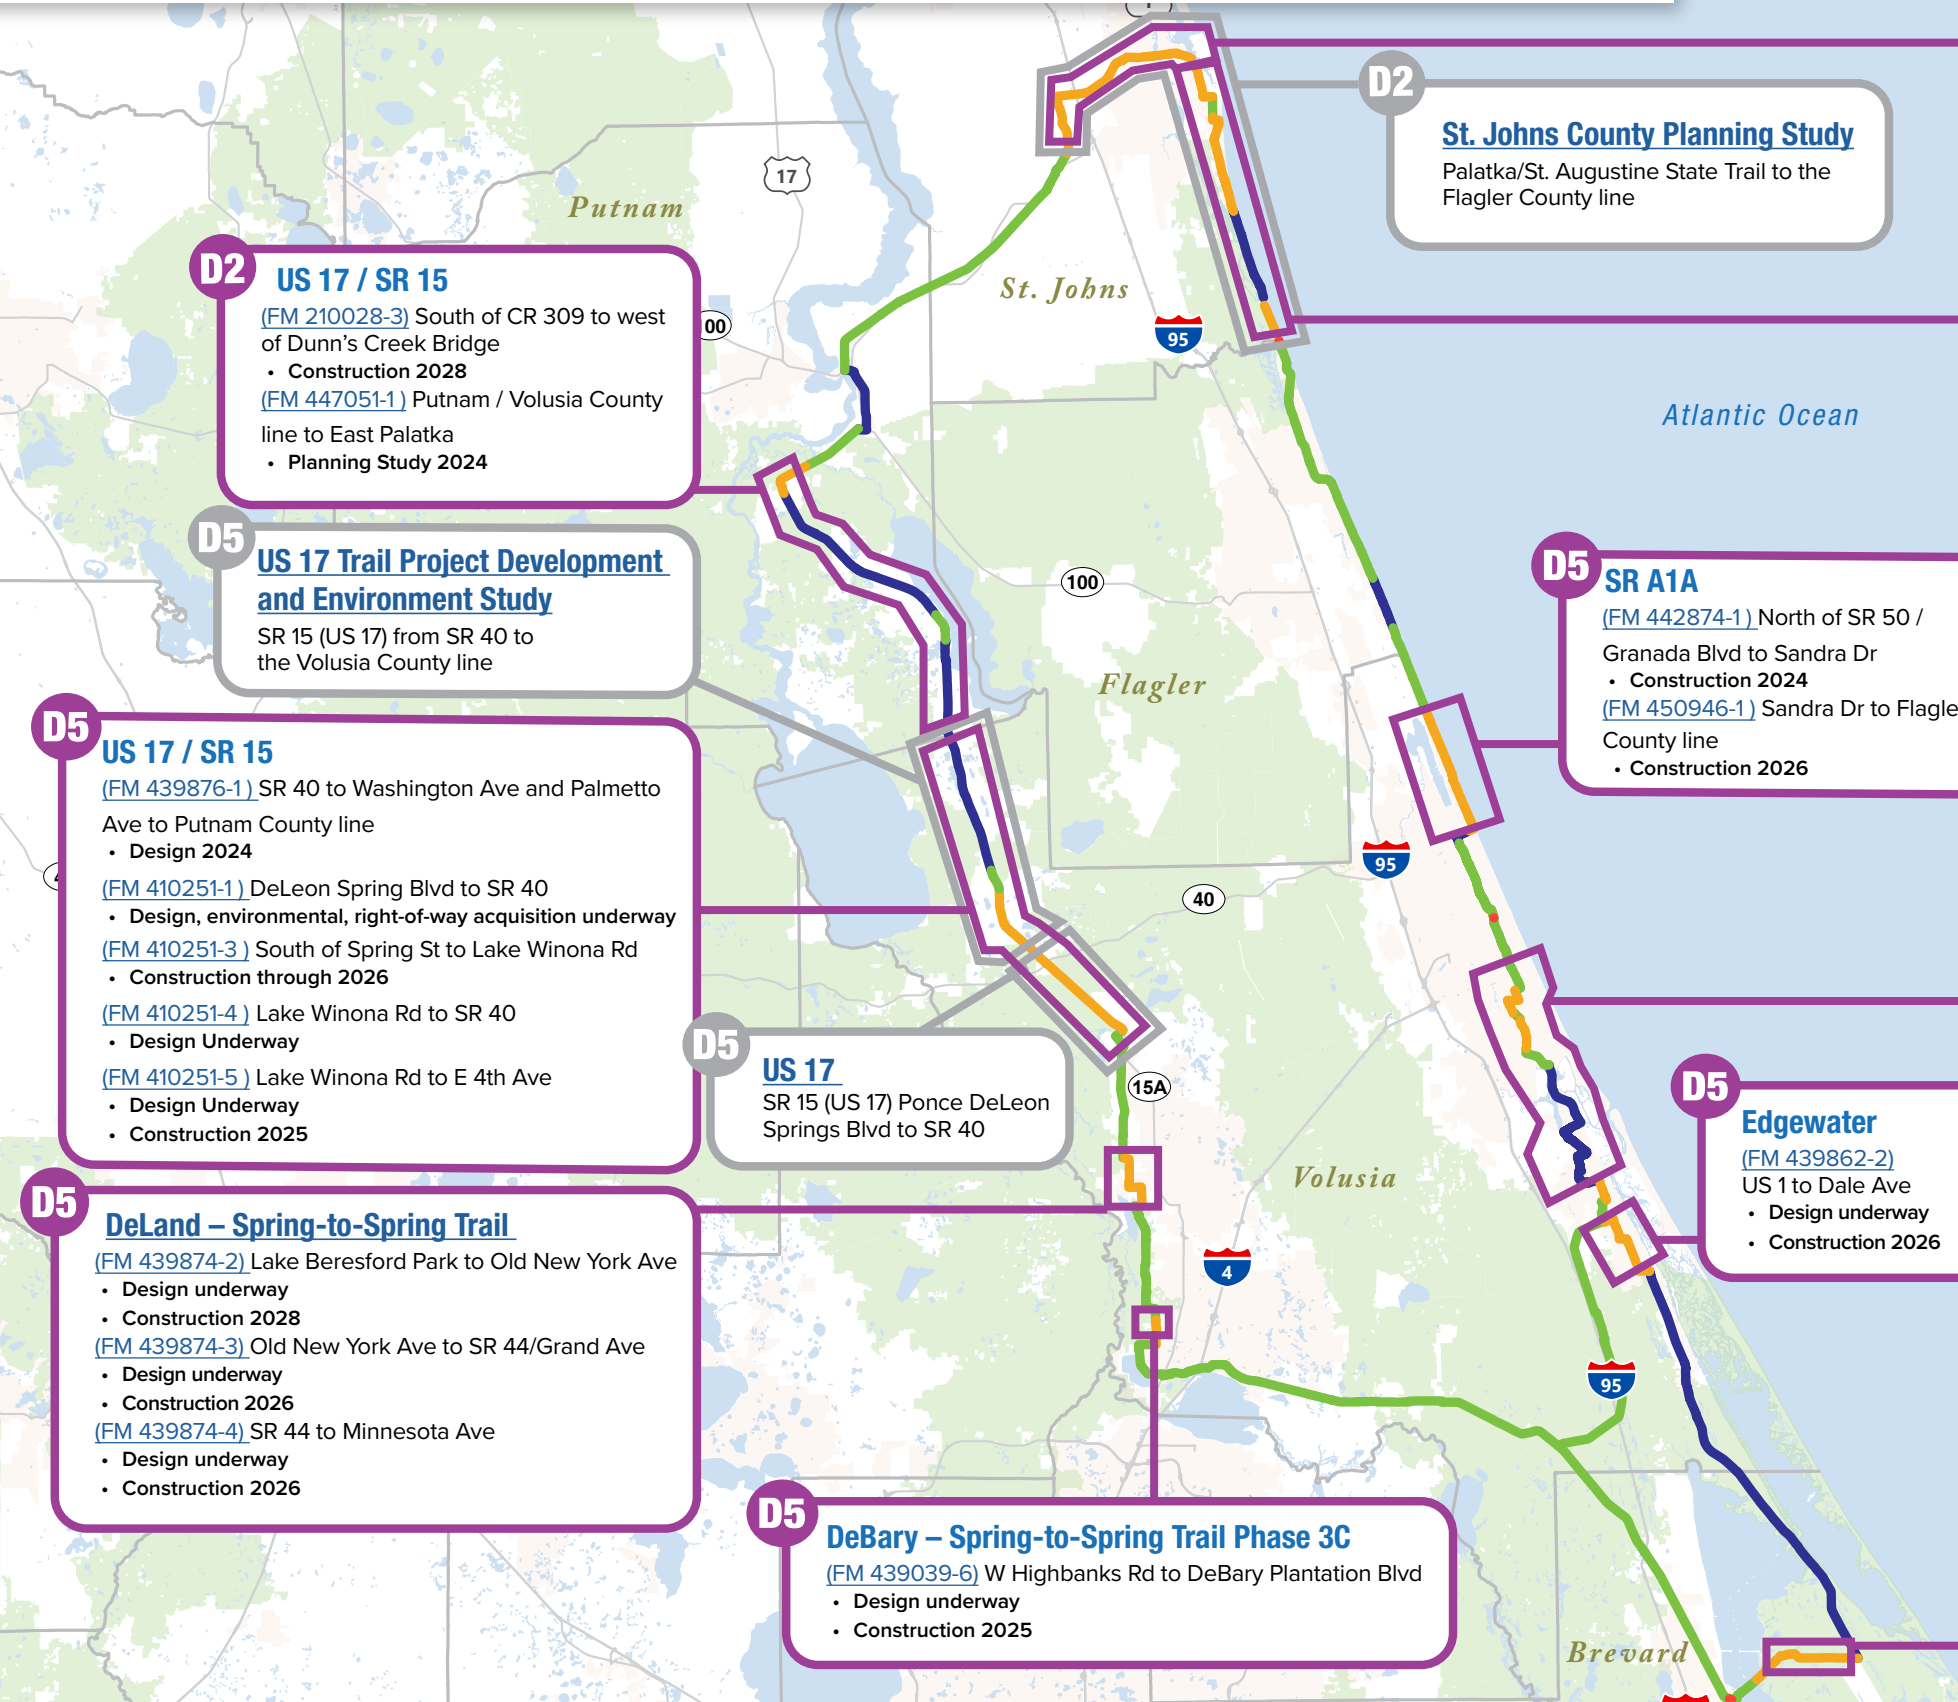 1
D2
St. Johns County Planning Study
Palatka/St. Augustine State Trail to the
Flagler County line
17
Putnam
D2
US 17 / SR 15
(FM 210028-3) South of CR 309 to west
of Dunn's Creek Bridge
• Construction 2028
(FM 447051-1 ) Putnam / Volusia County
line to East Palatka
• Planning Study 2024
00
St. Johns
95
Atlantic Ocean
D5
US 17 Trail Project Development
and Environment Study
SR 15 (US 17) from SR 40 to
the Volusia County line
100
Flagler
D5
SR A1A
(FM 442874-1 ) North of SR 50 /
Granada Blvd to Sandra Dr
• Construction 2024
(FM 450946-1 ) Sandra Dr to Flagle
County line
• Construction 2026
D5
US 17 / SR 15
(FM 439876-1 ) SR 40 to Washington Ave and Palmetto
Ave to Putnam County line
• Design 2024
(FM 410251-1 ) DeLeon Spring Blvd to SR 40
• Design, environmental, right-of-way acquisition underway
(FM 410251-3 ) South of Spring St to Lake Winona Rd
• Construction through 2026
(FM 410251-4 ) Lake Winona Rd to SR 40
• Design Underway
(FM 410251-5 ) Lake Winona Rd to E 4th Ave
• Design Underway
• Construction 2025
4
95
40
D5
US 17
SR 15 (US 17) Ponce DeLeon
Springs Blvd to SR 40
15A
D5
Edgewater
(FM 439862-2)
US 1 to Dale Ave
• Design underway
• Construction 2026
Volusia
D5
DeLand – Spring-to-Spring Trail
(FM 439874-2) Lake Beresford Park to Old New York Ave
• Design underway
• Construction 2028
(FM 439874-3) Old New York Ave to SR 44/Grand Ave
• Design underway
• Construction 2026
(FM 439874-4) SR 44 to Minnesota Ave
• Design underway
• Construction 2026
4
95
D5
DeBary – Spring-to-Spring Trail Phase 3C
(FM 439039-6) W Highbanks Rd to DeBary Plantation Blvd
• Design underway
• Construction 2025
Brevard